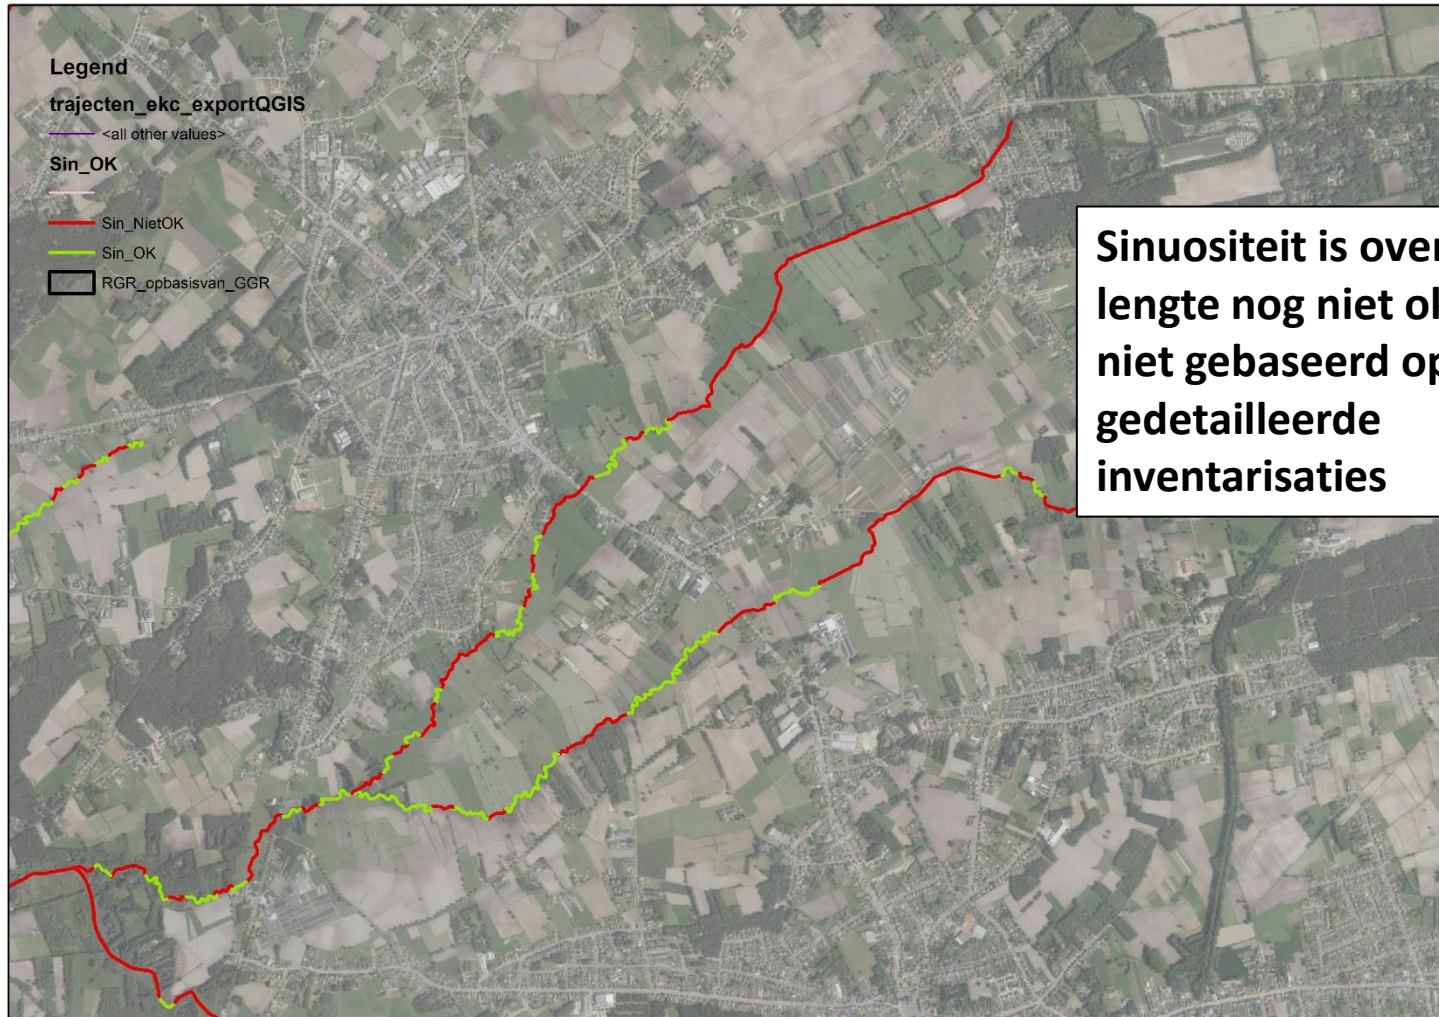 Legend
trajecten_ekc_exportQGIS
<all other values>
Sin_OK
Sin_NietOK
Sin_OK
RGR_opbasisvan_GGR
Sinuositeit is over
lengte nog niet ok
niet gebaseerd op
gedetailleerde
inventarisaties